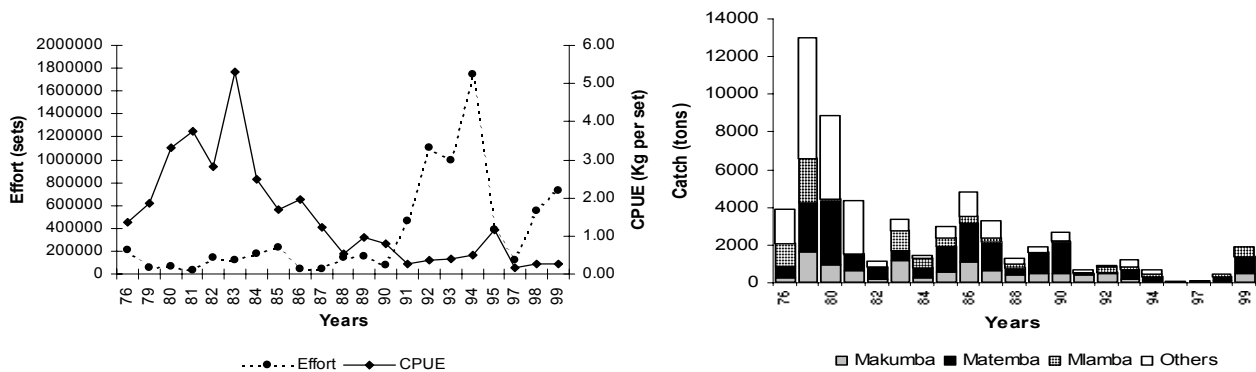 2000000
1800000
1600000
1400000
1200000
1000000
800000
600000
400000
200000
0
Effort (sets)
6.00
5.00
4.00
3.00
2.00
1.00
0.00
CPUE (Kg per set)
76 79 80 81 82 83 84 85 86 87 88 89 90 91 92 93 94 95 97 98 99
Years
Effort CPUE
14000
12000
10000
8000
6000
4000
2000
0
Catch (tons)
76 80 82 84 86 88 90 92 94 97 99
Years
Makumba Matemba Mlamba Others